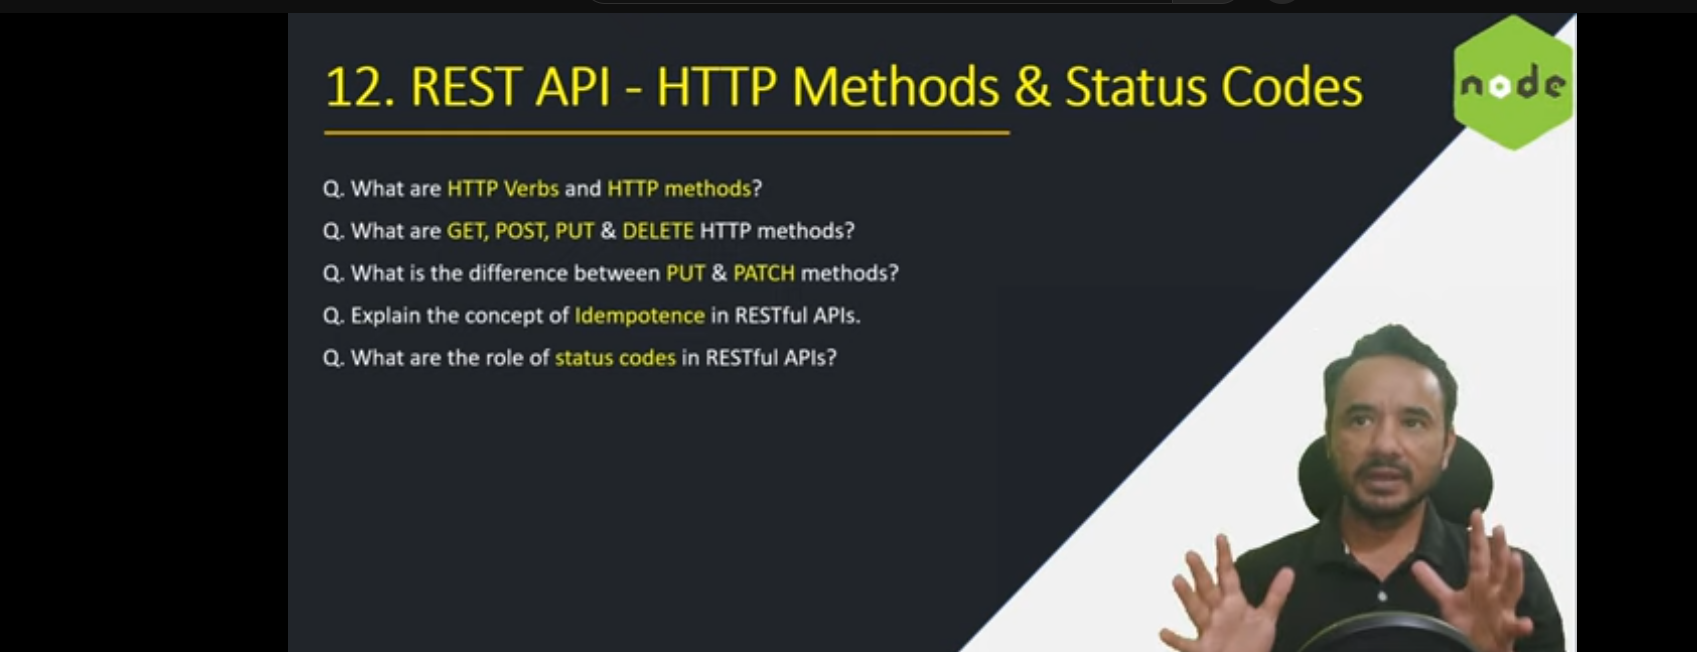 12. REST API - HTTP Methods & Status Codes
node
Q. What are HTTP Verbs and HTTP methods?
Q. What are GET, POST, PUT & DELETE HTTP methods?
Q. What is the difference between PUT & PATCH methods?
Q. Explain the concept of Idempotence in RESTful APIs.
Q. What are the role of status codes in RESTful APIs?